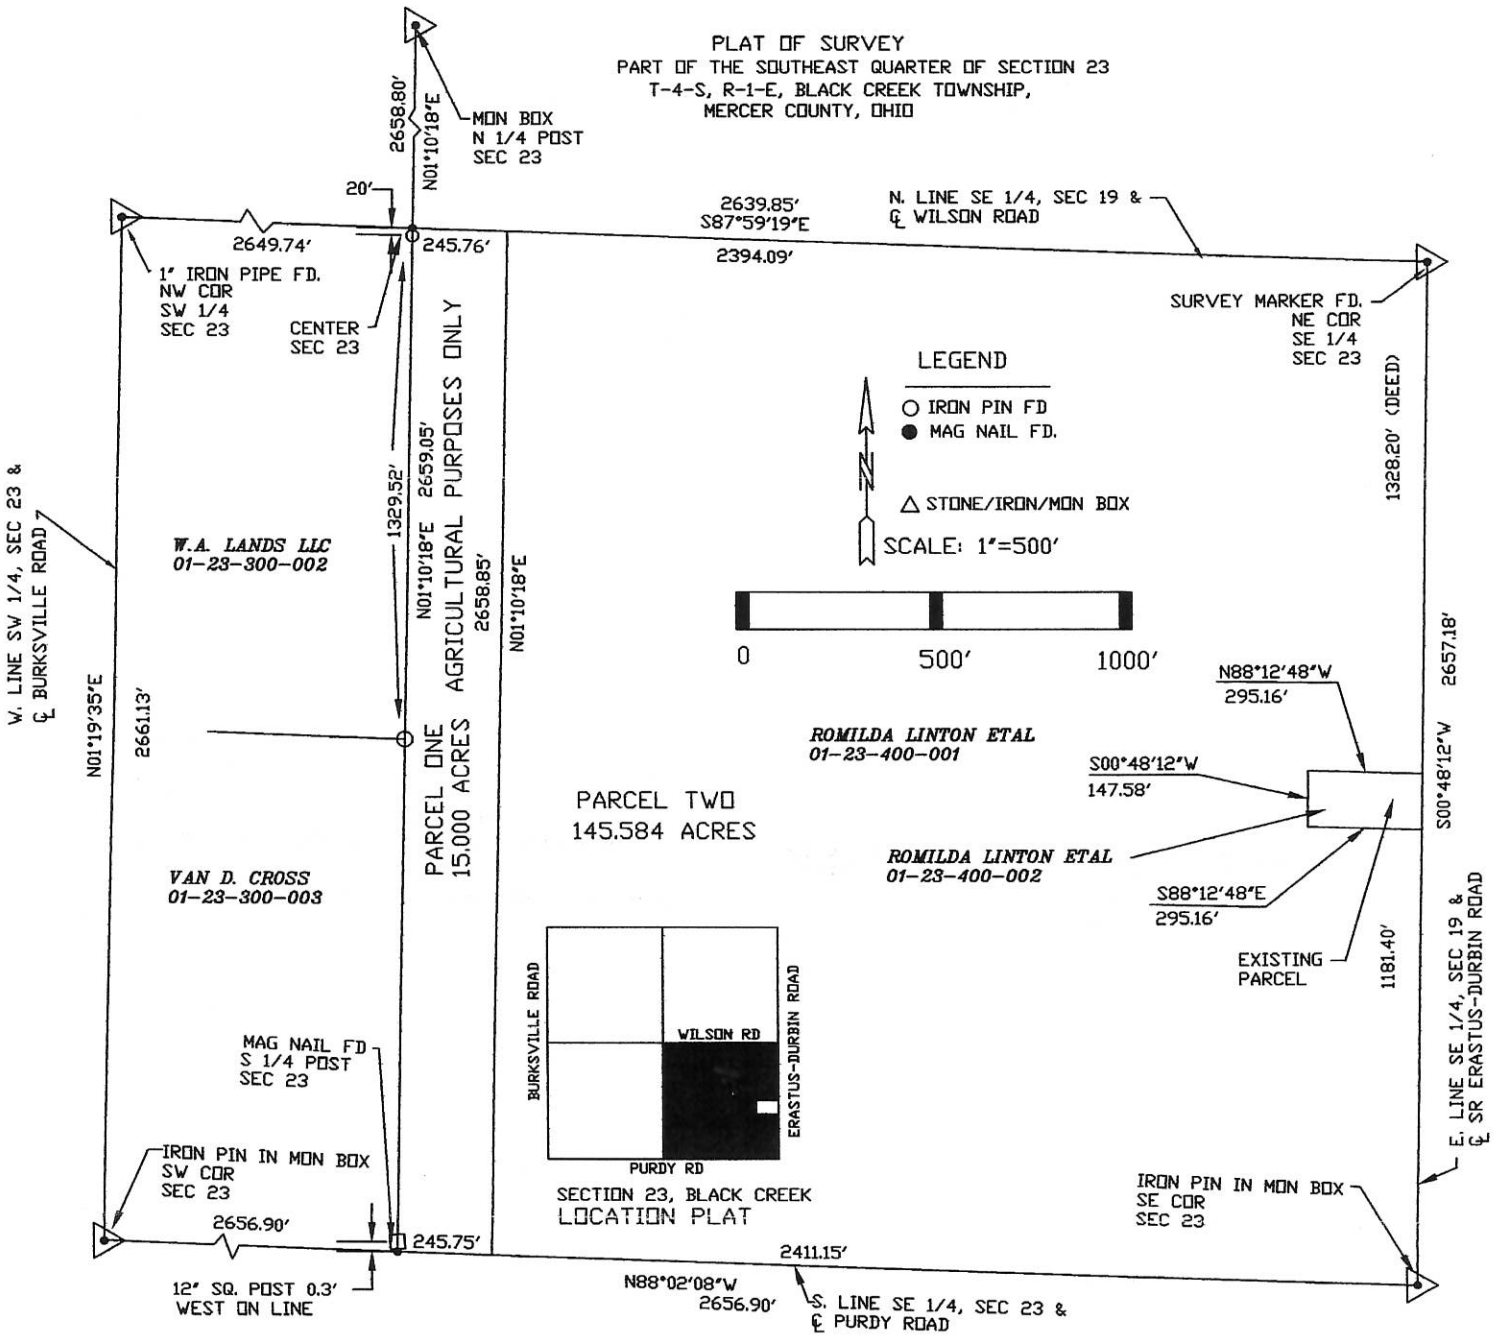 PLAT OF SURVEY
PART OF THE SOUTHEAST QUARTER OF SECTION 23
T-4-S, R-1-E, BLACK CREEK TOWNSHIP,
MERCER COUNTY, OHIO
2658.80'
N01°10'18"E
MON BOX
N 1/4 POST
SEC 23
20'
2649.74'
245.76'
2639.85'
S87°59'19"E
2394.09'
N. LINE SE 1/4, SEC 19 &
℄ WILSON ROAD
1" IRON PIPE FD.
NW COR
SW 1/4
SEC 23
CENTER
SEC 23
SURVEY MARKER FD.
NE COR
SE 1/4
SEC 23
LEGEND
IRON PIN FD
MAG NAIL FD.
N
STONE/IRON/MON BOX
SCALE: 1"=500'
0 500' 1000'
1328.20' (DEED)
W. LINE SW 1/4, SEC 23 &
℄ BURKSVILLE ROAD
W.A. LANDS LLC
01-23-300-002
1329.52'
N01°10'18"E 2659.05'
PARCEL ONE AGRICULTURAL PURPOSES ONLY
15.000 ACRES
2658.85'
N01°10'18"E
N01°19'35"E
2661.13'
2657.18'
S00°48'12"W
N88°12'48"W
295.16'
ROMILDA LINTON ETAL
01-23-400-001
S00°48'12"W
147.58'
PARCEL TWO
145.584 ACRES
ROMILDA LINTON ETAL
01-23-400-002
S88°12'48"E
295.16'
VAN D. CROSS
01-23-300-003
EXISTING
PARCEL
1181.40'
E. LINE SE 1/4, SEC 19 &
℄ SR ERASTUS-DURBIN ROAD
BURKSVILLE ROAD
WILSON RD
ERASTUS-DURBIN ROAD
PURDY RD
SECTION 23, BLACK CREEK
LOCATION PLAT
MAG NAIL FD
S 1/4 POST
SEC 23
IRON PIN IN MON BOX
SW COR
SEC 23
IRON PIN IN MON BOX
SE COR
SEC 23
2656.90'
245.75'
2411.15'
12" SQ. POST 0.3'
WEST ON LINE
N88°02'08"W
2656.90'
S. LINE SE 1/4, SEC 23 &
℄ PURDY ROAD